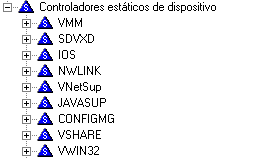 Controladores estáticos de dispositivo
VMM
SDVXD
IOS
NWLINK
VNetSup
JAVASUP
CONFIGMG
VSHARE
VWIN32